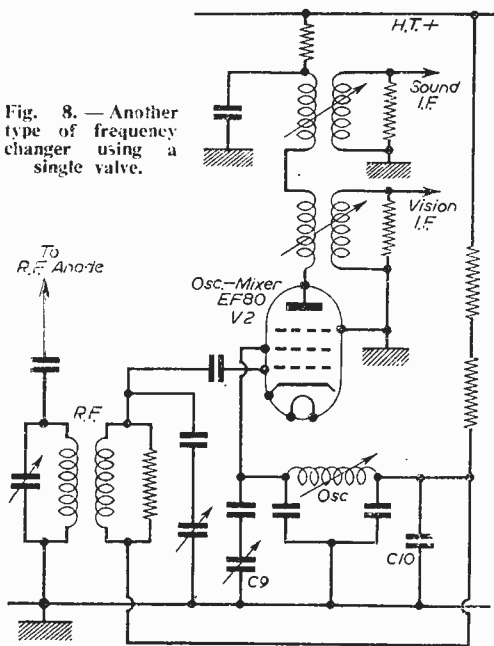 H.T.+
Fig. 8. — Another
type of frequency
changer using a
single valve.
Sound
I.F.
Vision
I.F.
To
R.F. Anode
Osc.-Mixer
EF80
V2
R.F.
Osc
C9
C10